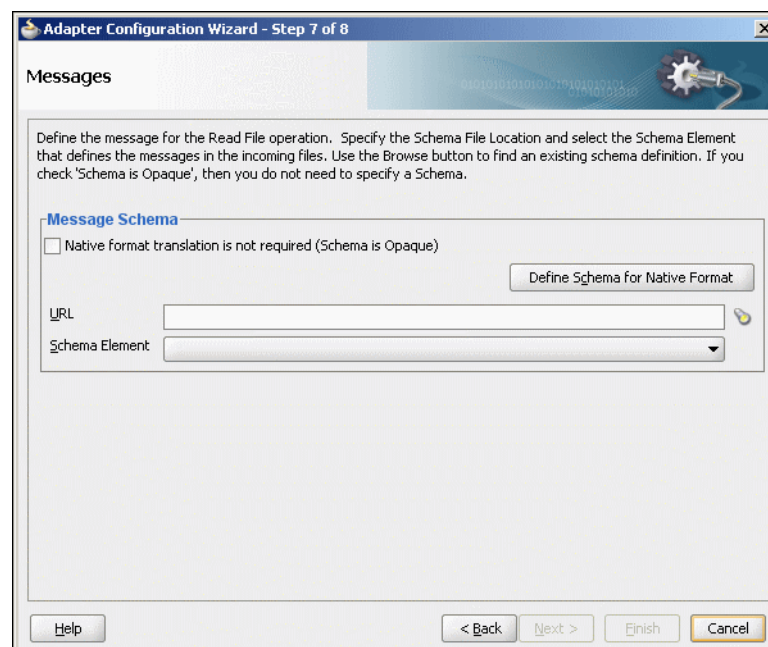 Adapter Configuration Wizard - Step 7 of 8
Messages
Define the message for the Read File operation.  Specify the Schema File Location and select the Schema Element
that defines the messages in the incoming files. Use the Browse button to find an existing schema definition. If you
check 'Schema is Opaque', then you do not need to specify a Schema.
Message Schema
Native format translation is not required (Schema is Opaque)
Define Schema for Native Format
URL
Schema Element
Help
< Back
Next >
Finish
Cancel